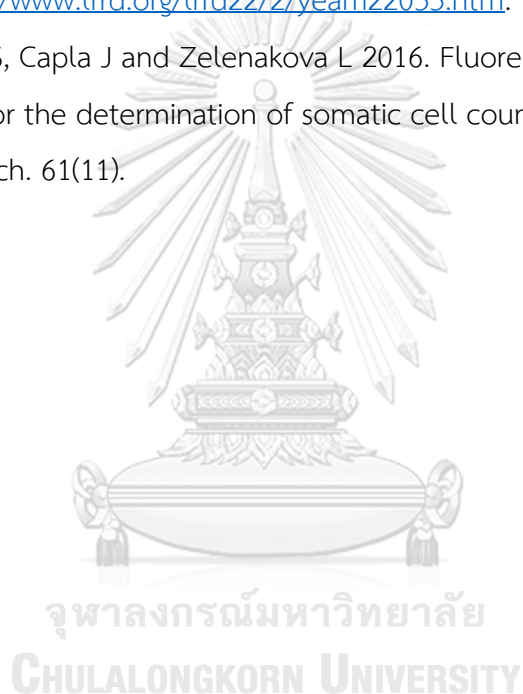 /www.lrrd.org/lrrd22/2/yeam22033.htm.
, Capla J and Zelenakova L 2016. Fluore
or the determination of somatic cell cour
ch. 61(11).
จุฬาลงกรณ์มหาวิทยาลัย
CHULALONGKORN UNIVERSITY